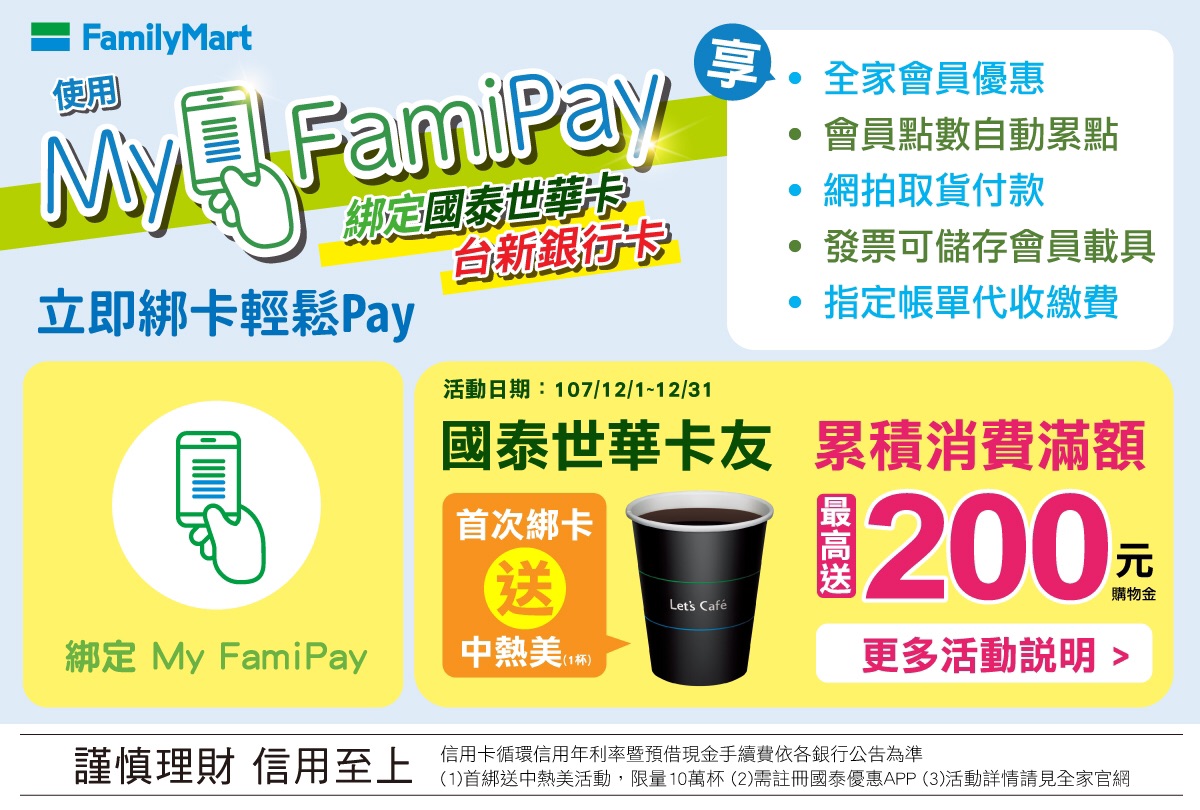 FamilyMart
使用
My FamiPay
綁定國泰世華卡
台新銀行卡
立即綁卡輕鬆Pay
享
• 全家會員優惠
• 會員點數自動累點
• 網拍取貨付款
• 發票可儲存會員載具
• 指定帳單代收繳費
綁定 My FamiPay
活動日期：107/12/1~12/31
國泰世華卡友 累積消費滿額
首次綁卡
送
中熱美(1杯)
Let's Café
最高送
200元
購物金
更多活動説明 >
謹慎理財 信用至上
信用卡循環信用年利率暨預借現金手續費依各銀行公告為準
(1)首綁送中熱美活動，限量10萬杯 (2)需註冊國泰優惠APP (3)活動詳情請見全家官網